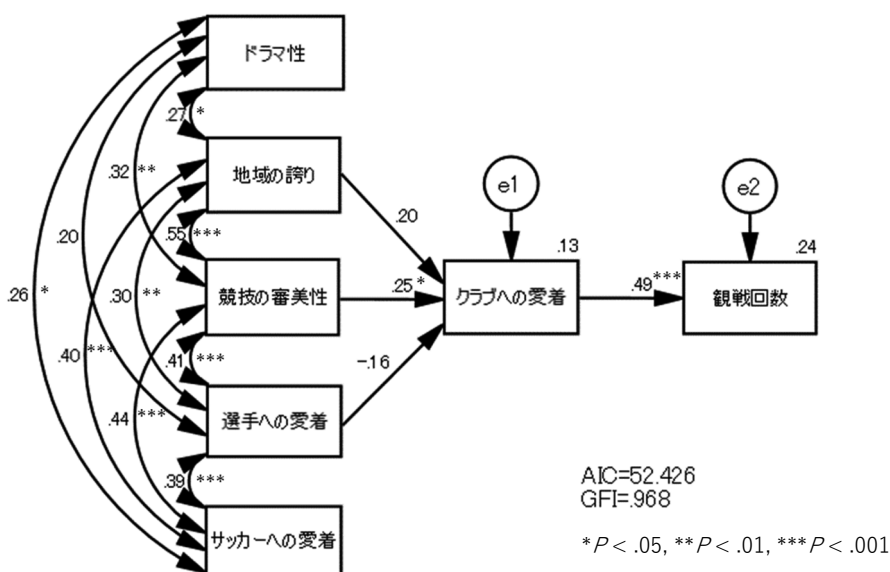 ドラマ性
.27 *
地域の誇り
e1
e2
.32 **
.20
.20
.55 ***
.13
.24
.26 *
.30 **
競技の審美性
.25 *
クラブへの愛着
.49 ***
観戦回数
.40 ***
.41 ***
-.16
.44 ***
選手への愛着
.39 ***
サッカーへの愛着
AIC=52.426
GFI=.968
*P < .05, **P < .01, ***P < .001